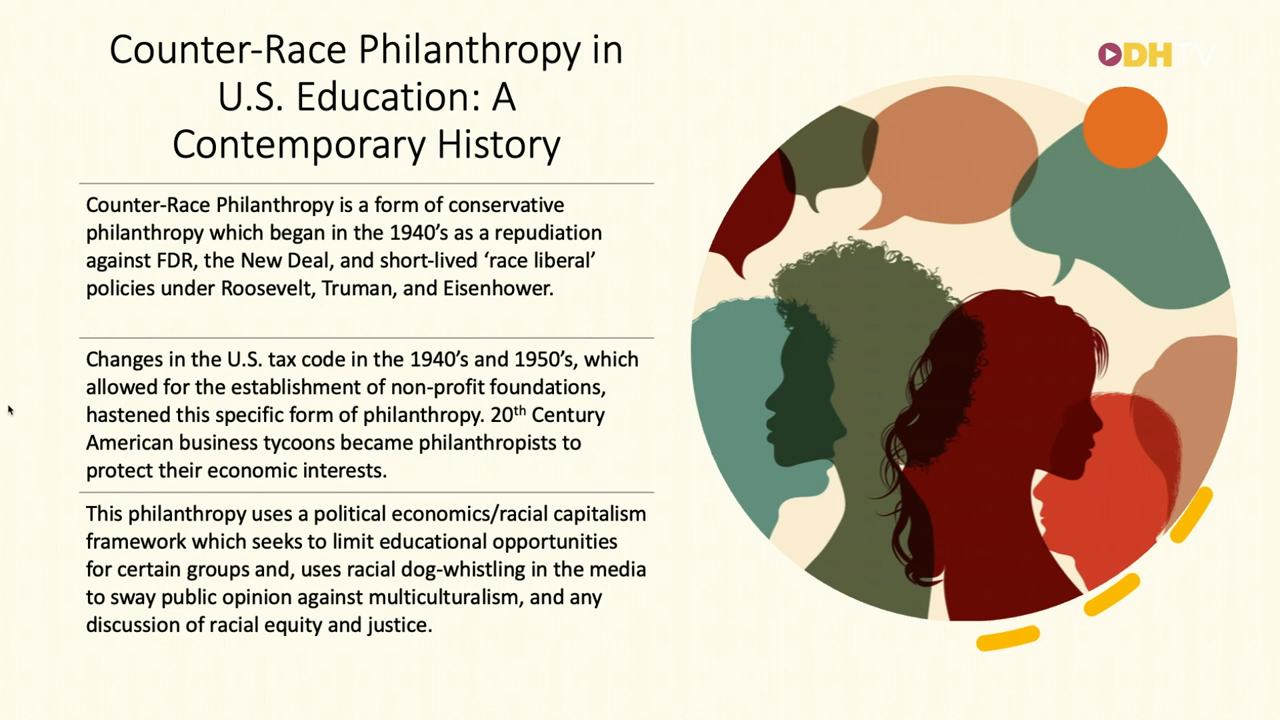 Counter-Race Philanthropy in
U.S. Education: A
Contemporary History
DHTV
Counter-Race Philanthropy is a form of conservative
philanthropy which began in the 1940’s as a repudiation
against FDR, the New Deal, and short-lived ‘race liberal’
policies under Roosevelt, Truman, and Eisenhower.
Changes in the U.S. tax code in the 1940’s and 1950’s, which
allowed for the establishment of non-profit foundations,
hastened this specific form of philanthropy. 20th Century
American business tycoons became philanthropists to
protect their economic interests.
This philanthropy uses a political economics/racial capitalism
framework which seeks to limit educational opportunities
for certain groups and, uses racial dog-whistling in the media
to sway public opinion against multiculturalism, and any
discussion of racial equity and justice.